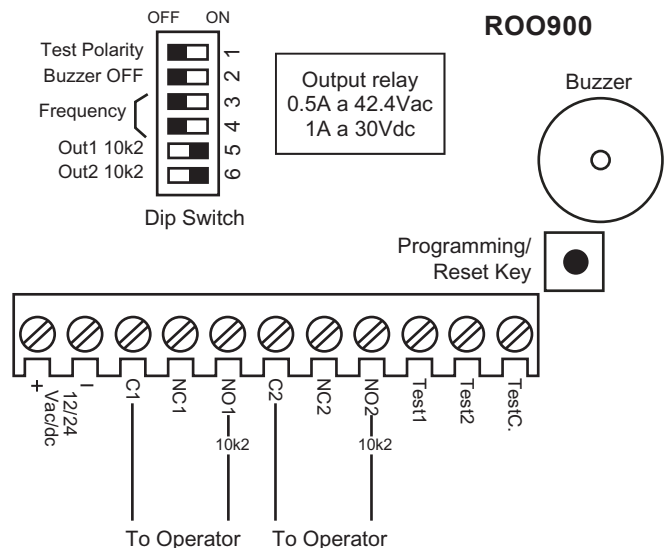 OFF ON
ROO900
Test Polarity
1
Buzzer OFF
2
Frequency
3
4
Out1 10k2
5
Out2 10k2
6
Dip Switch
Output relay
0.5A a 42.4Vac
1A a 30Vdc
Buzzer
Programming/
Reset Key
+
12/24
Vac/dc
–
C1
NC1
NO1
C2
NC2
NO2
Test1
Test2
TestC.
10k2
10k2
To Operator
To Operator